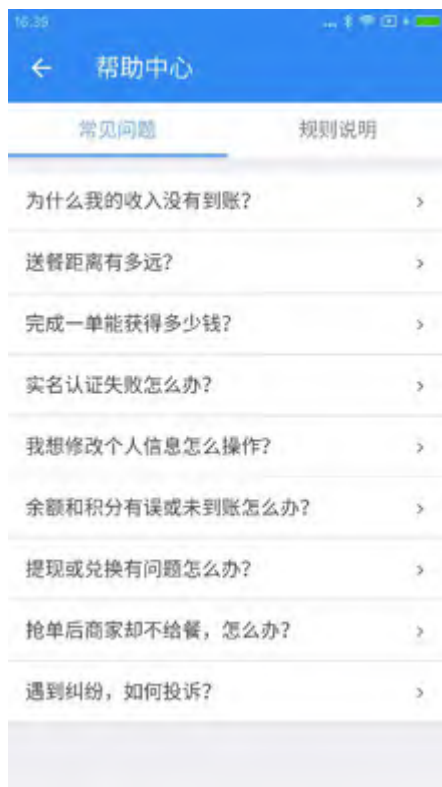 16:39
帮助中心
常见问题 规则说明
为什么我的收入没有到账?
送餐距离有多远?
完成一单能获得多少钱?
实名认证失败怎么办?
我想修改个人信息怎么操作?
余额和积分有误或未到账怎么办?
提现或兑换有问题怎么办?
抢单后商家却不给餐，怎么办?
遇到纠纷，如何投诉?